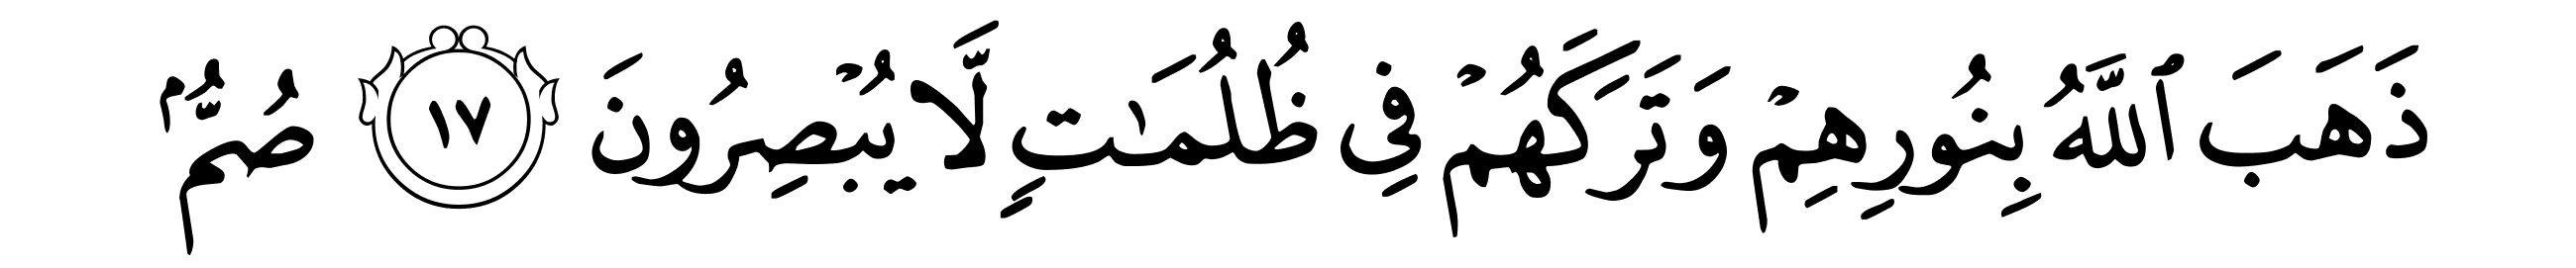 ذَهَبَ ٱللَّهُ بِنُورِهِمۡ وَتَرَكَهُمۡ فِي ظُلُمَٰتٖ لَّا يُبۡصِرُونَ ١٧ صُمُّۢ